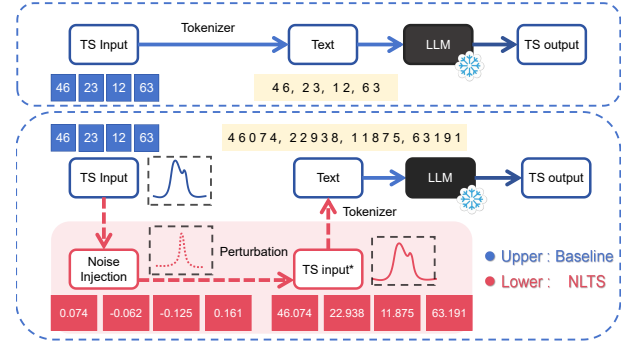 Tokenizer
TS Input
Text
LLM
TS output
46 23 12 63
4 6, 2 3, 1 2, 6 3
46 23 12 63
4 6 0 7 4, 2 2 9 3 8, 1 1 8 7 5, 6 3 1 9 1
TS Input
Text
LLM
TS output
Tokenizer
Noise
Injection
Perturbation
TS input*
0.074 -0.062 -0.125 0.161
46.074 22.938 11.875 63.191
Upper : Baseline
Lower : NLTS